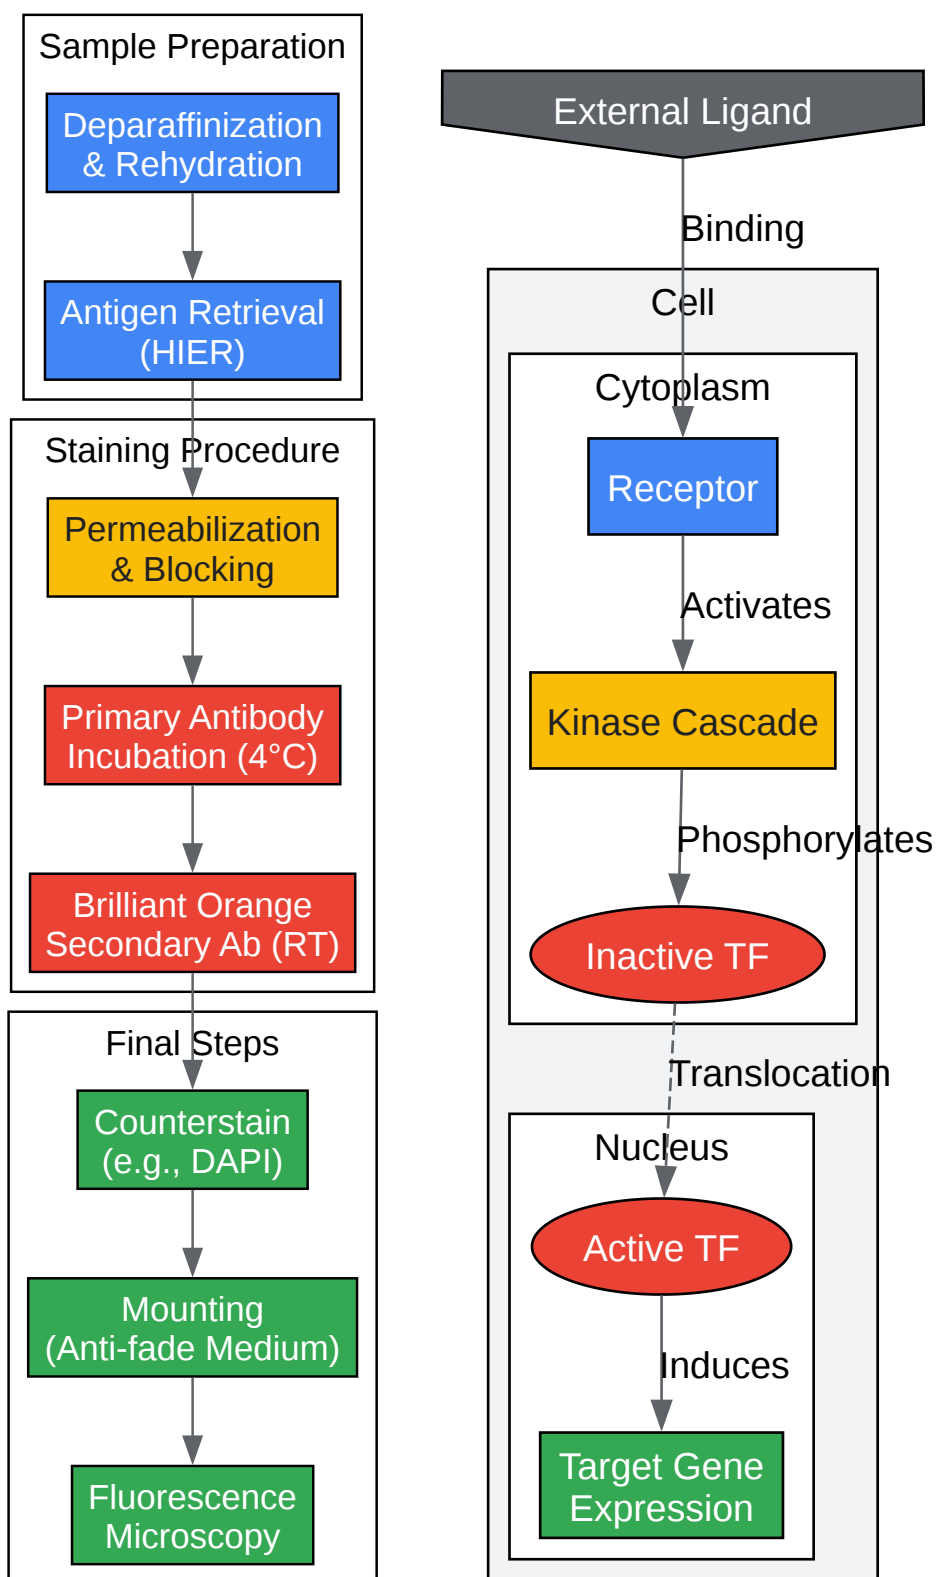 Sample Preparation
Deparaffinization
& Rehydration
Antigen Retrieval
(HIER)
Staining Procedure
Permeabilization
& Blocking
Primary Antibody
Incubation (4°C)
Brilliant Orange
Secondary Ab (RT)
Final Steps
Counterstain
(e.g., DAPI)
Mounting
(Anti-fade Medium)
Fluorescence
Microscopy
External Ligand
Binding
Cell
Cytoplasm
Receptor
Activates
Kinase Cascade
Phosphorylates
Inactive TF
Translocation
Nucleus
Active TF
Induces
Target Gene
Expression